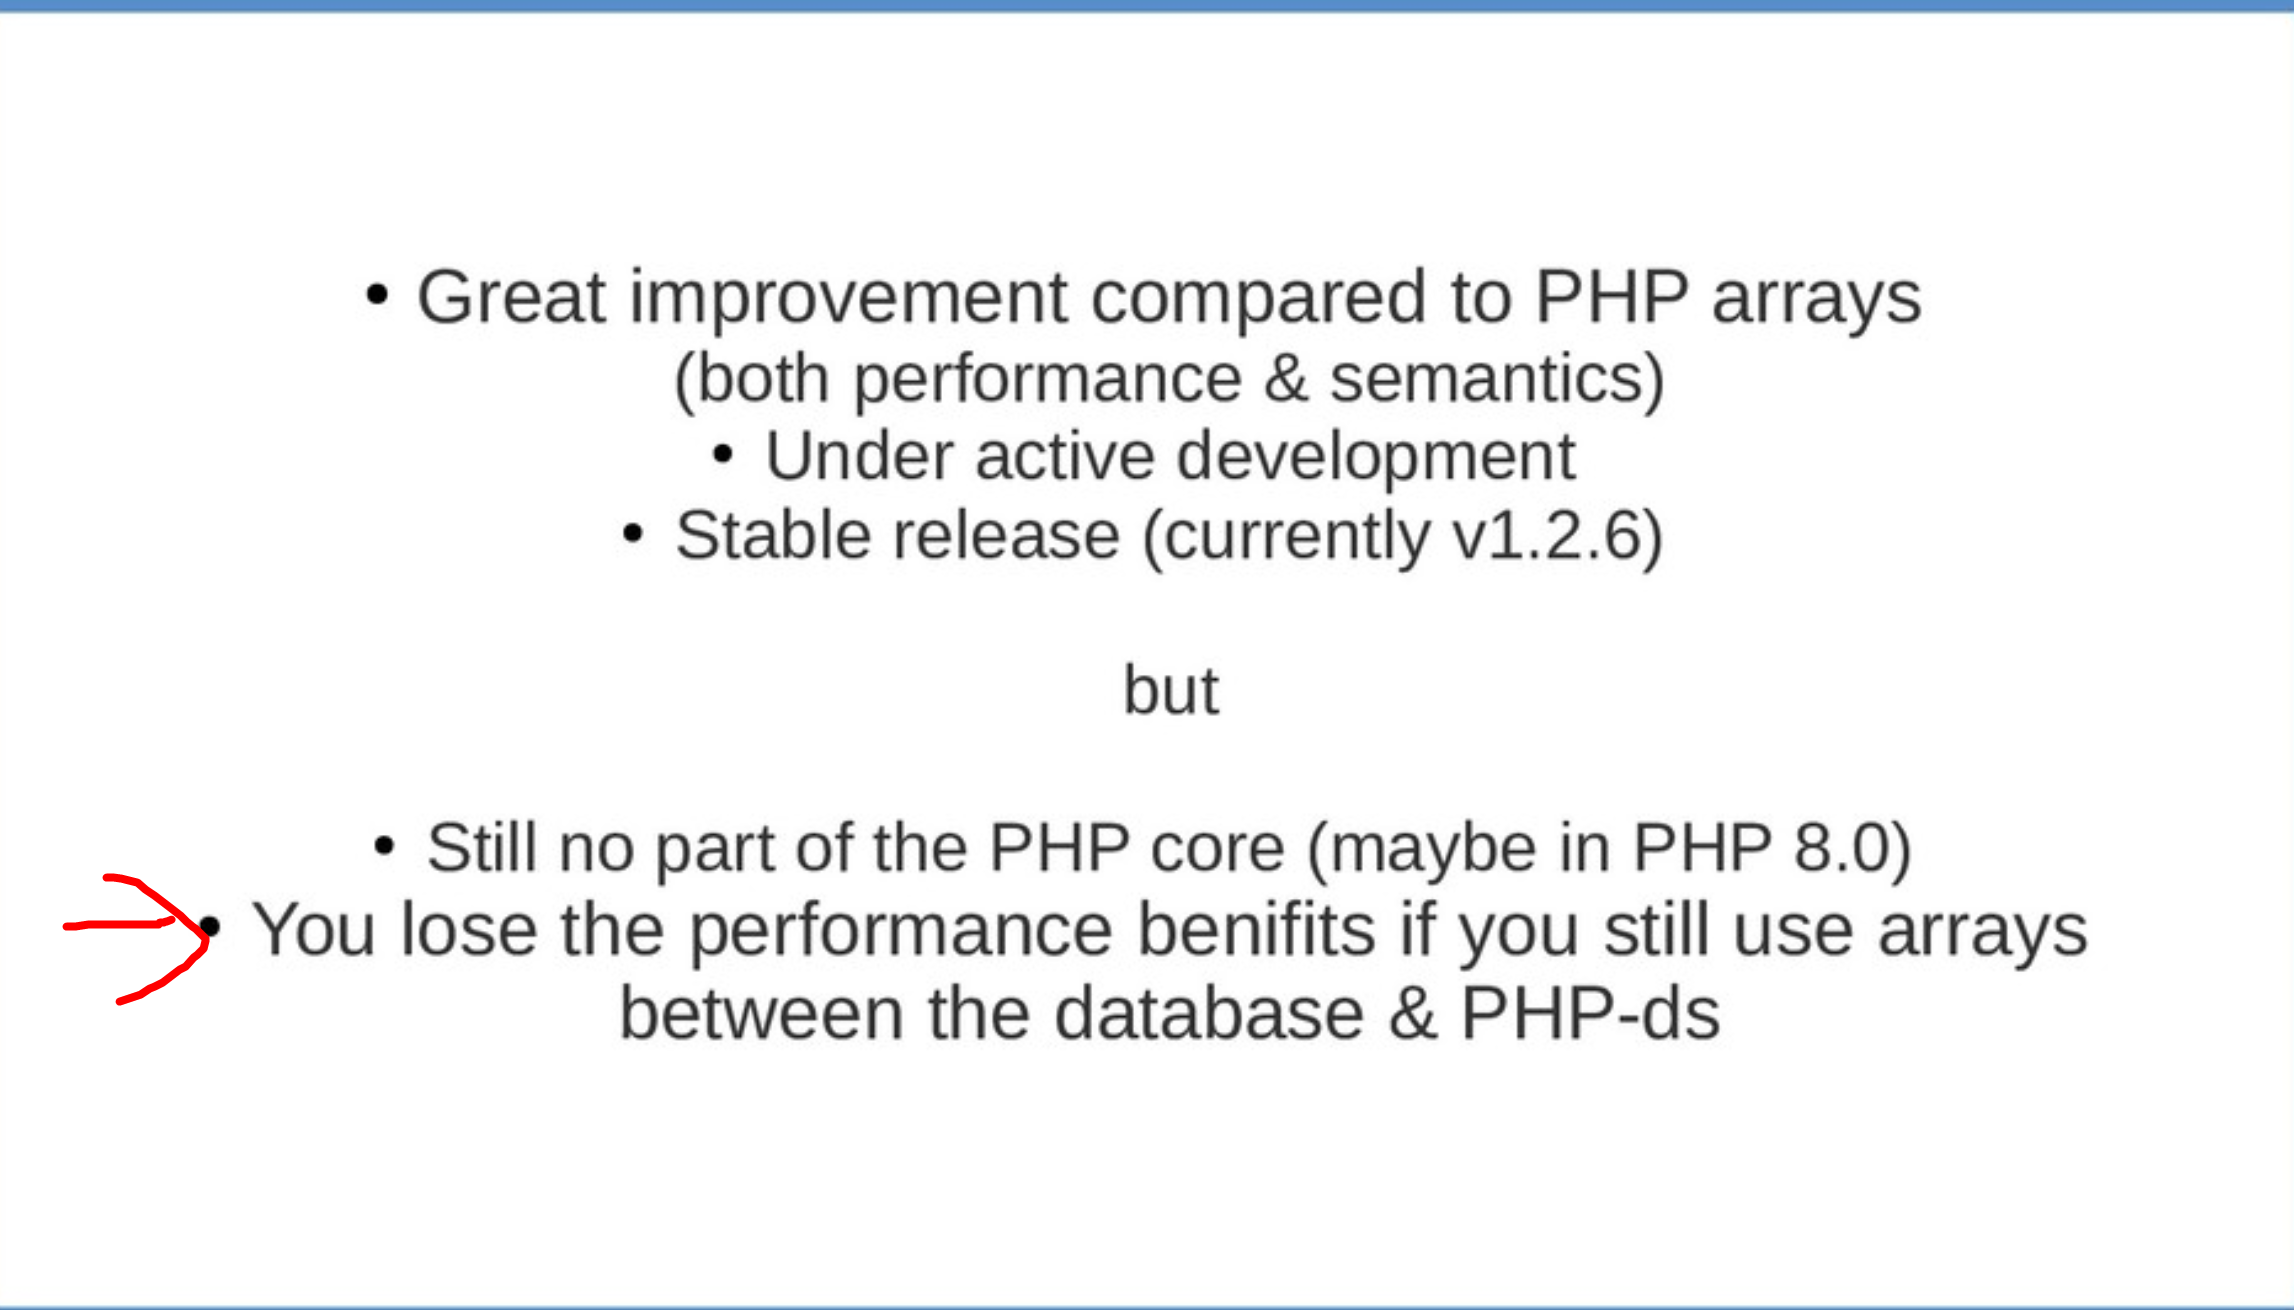 • Great improvement compared to PHP arrays
(both performance & semantics)
• Under active development
• Stable release (currently v1.2.6)
but
• Still no part of the PHP core (maybe in PHP 8.0)
• You lose the performance benifits if you still use arrays
between the database & PHP-ds